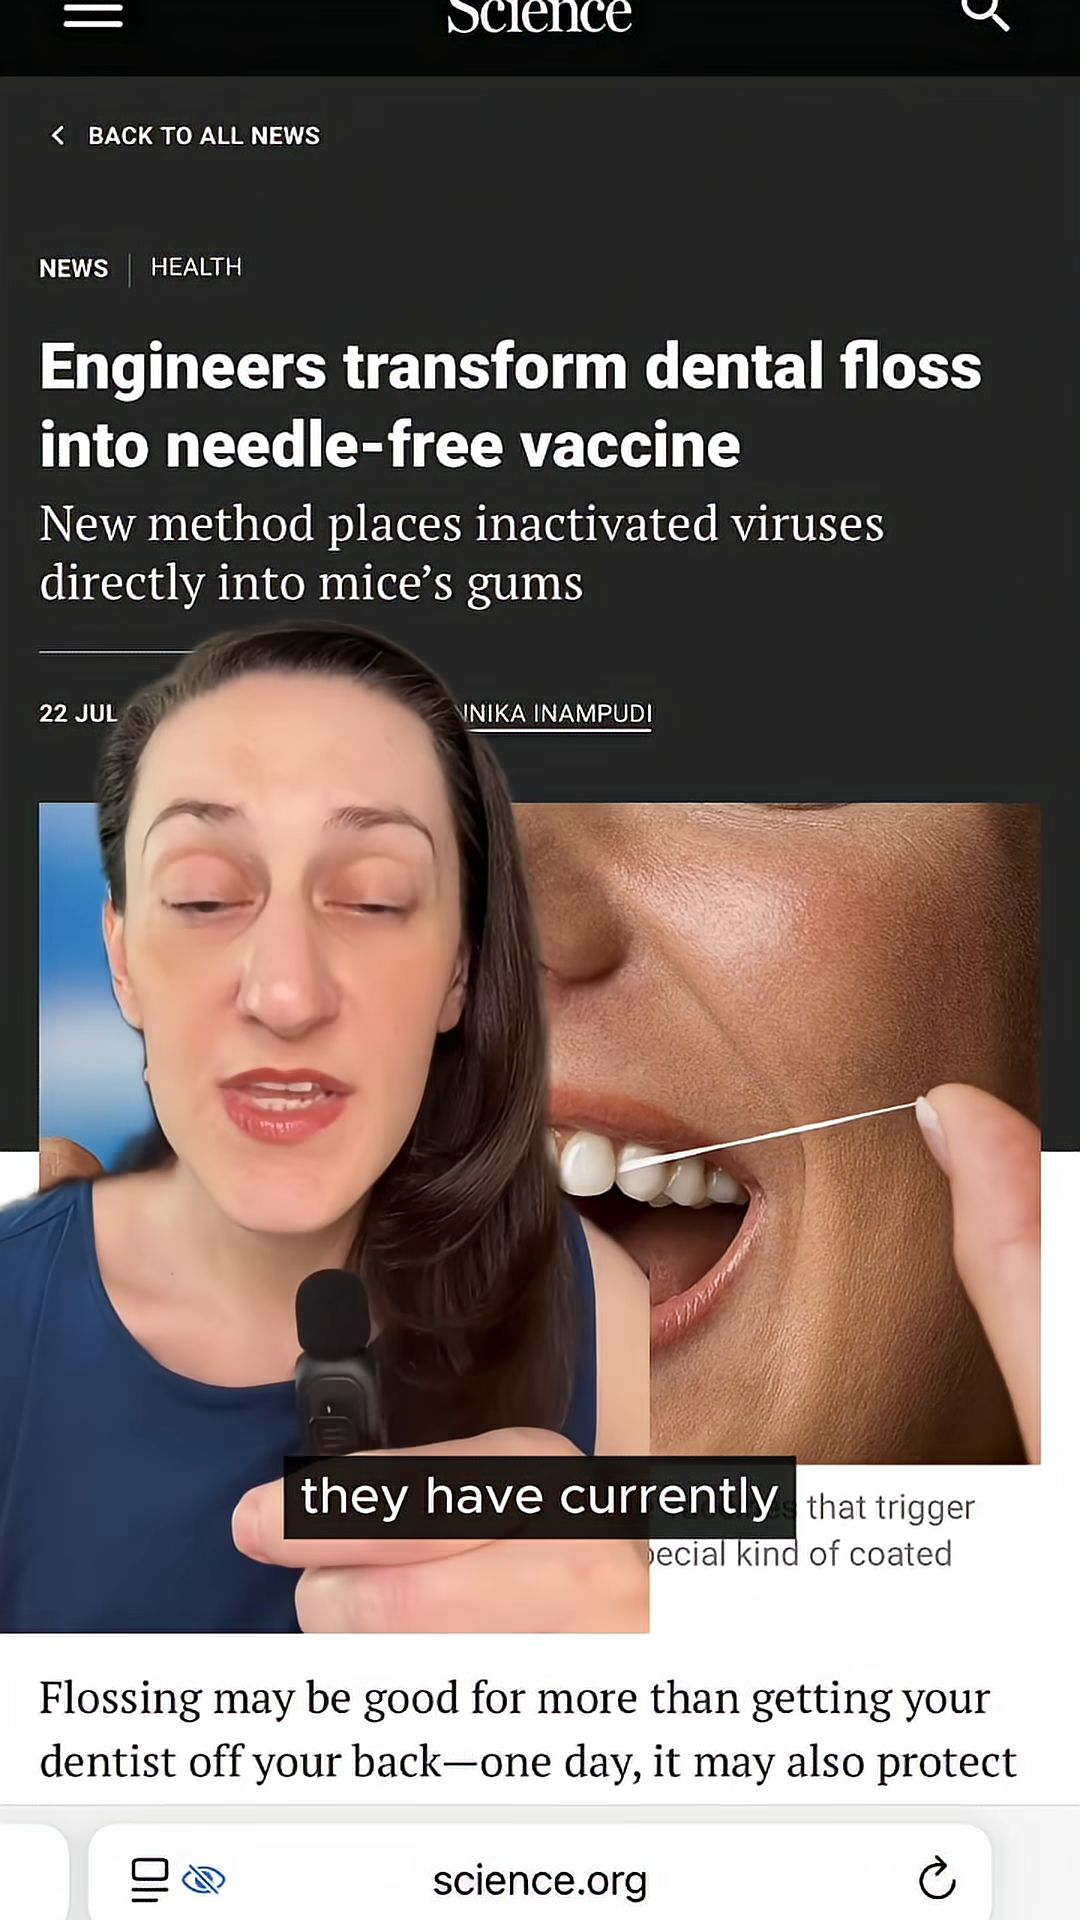 Science
BACK TO ALL NEWS
NEWS | HEALTH
Engineers transform dental floss
into needle-free vaccine
New method places inactivated viruses
directly into mice’s gums
22 JUL
INIKA INAMPUDI
they have currently
that trigger
kind of coated
Flossing may be good for more than getting your
dentist off your back—one day, it may also protect
science.org